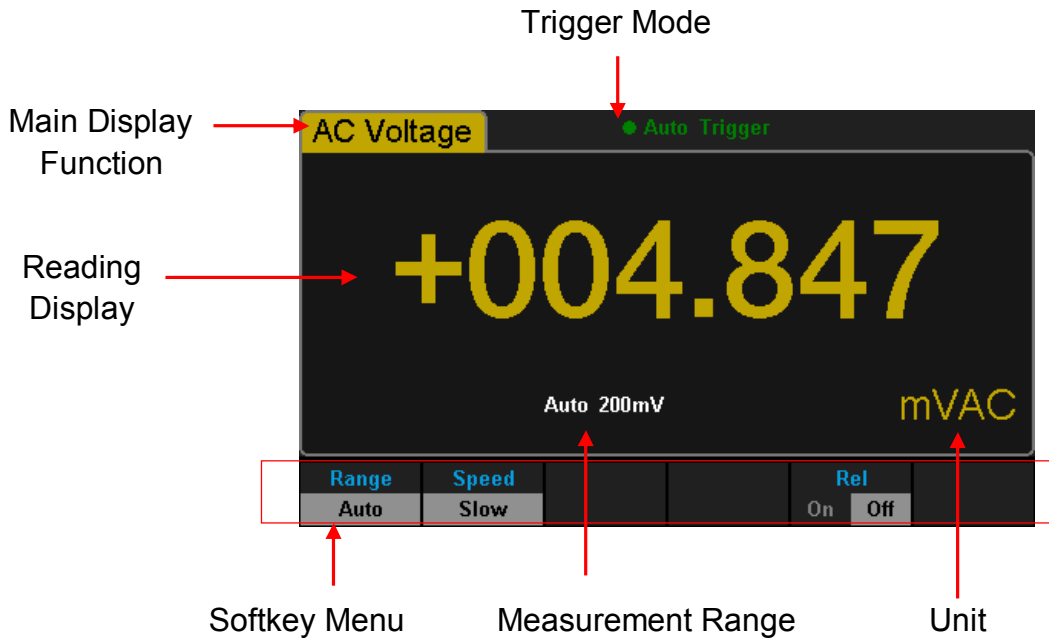 Trigger Mode
Main Display
Function
AC Voltage
Auto Trigger
Reading
Display
+004.847
Auto 200mV
mVAC
Range Speed Rel
Auto Slow On Off
Softkey Menu Measurement Range Unit